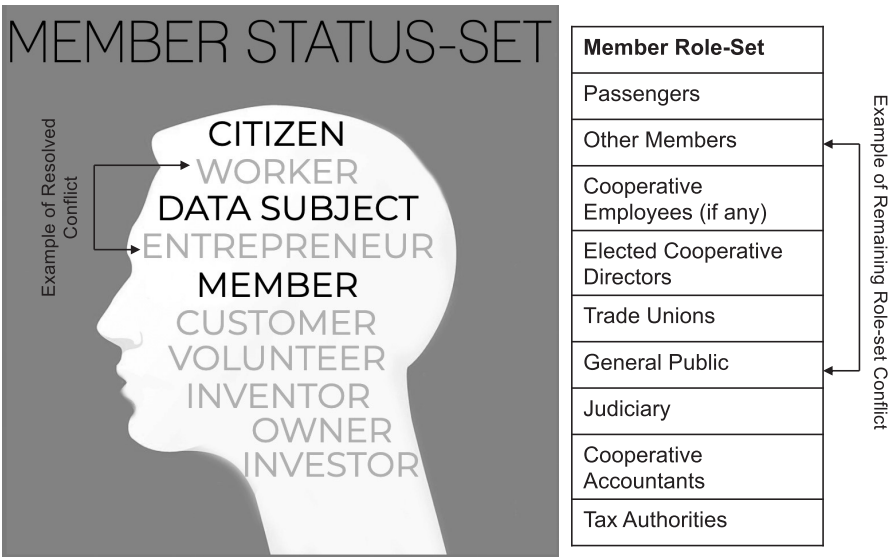 MEMBER STATUS-SET
Example of Resolved
Conflict
CITIZEN
WORKER
DATA SUBJECT
ENTREPRENEUR
MEMBER
CUSTOMER
VOLUNTEER
INVENTOR
OWNER
INVESTOR
Member Role-Set
Passengers
Other Members
Cooperative
Employees (if any)
Elected Cooperative
Directors
Trade Unions
General Public
Judiciary
Cooperative
Accountants
Tax Authorities
Example of Remaining Role-set Conflict